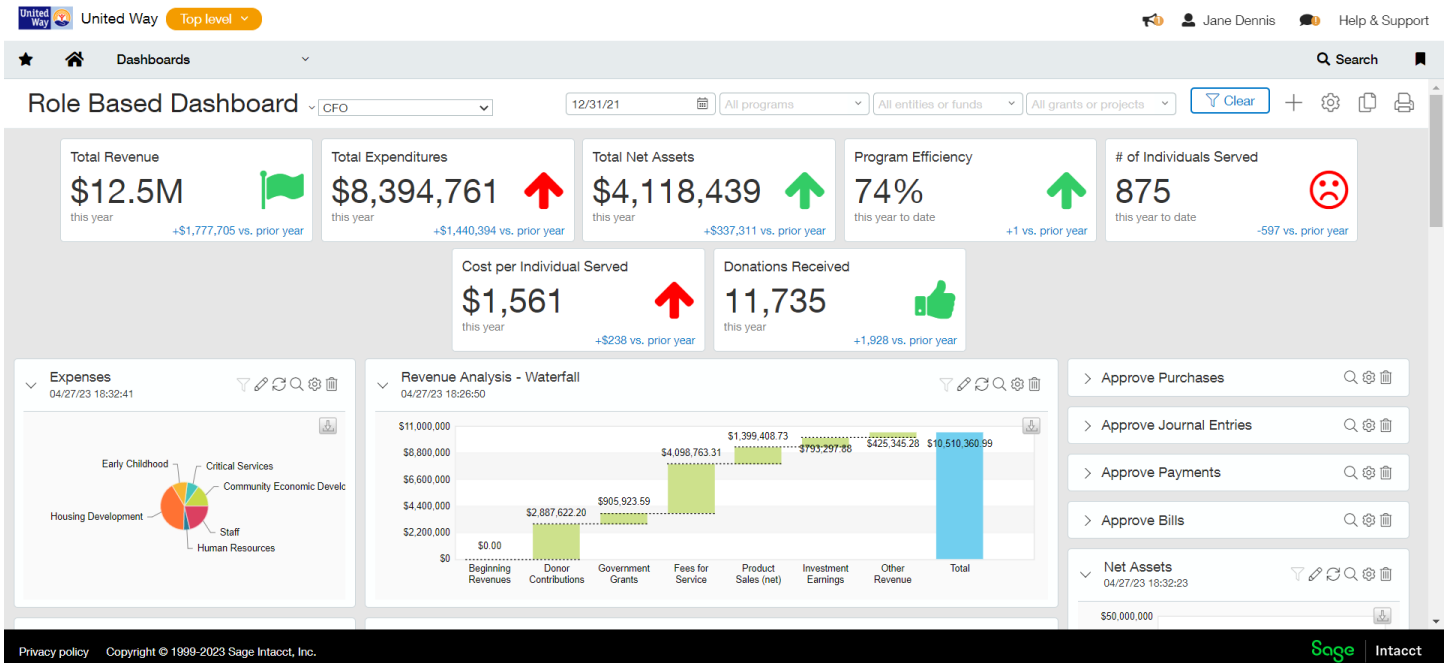 United Way
United Way
Top level
Jane Dennis
Help & Support
Dashboards
Search
Role Based Dashboard
CFO
12/31/21
All programs
All entities or funds
All grants or projects
Clear
Total Revenue
$12.5M
this year
+$1,777,705 vs. prior year
Total Expenditures
$8,394,761
this year
+$1,440,394 vs. prior year
Total Net Assets
$4,118,439
this year
+$337,311 vs. prior year
Program Efficiency
74%
this year to date
+1 vs. prior year
# of Individuals Served
875
this year to date
-597 vs. prior year
Cost per Individual Served
$1,561
this year
+$238 vs. prior year
Donations Received
11,735
this year
+1,928 vs. prior year
Expenses
04/27/23 18:32:41
Early Childhood
Critical Services
Community Economic Develc
Housing Development
Staff
Human Resources
Revenue Analysis - Waterfall
04/27/23 18:26:50
$11,000,000
$8,800,000
$6,600,000
$4,400,000
$2,200,000
$0
$0.00
$2,887,622.20
$905,923.59
$4,098,763.31
$1,399,408.73
$793,297.88
$425,345.28
$10,510,360.99
Beginning Revenues
Donor Contributions
Government Grants
Fees for Service
Product Sales (net)
Investment Earnings
Other Revenue
Total
Approve Purchases
Approve Journal Entries
Approve Payments
Approve Bills
Net Assets
04/27/23 18:32:23
$50,000,000
Privacy policy
Copyright © 1999-2023 Sage Intacct, Inc.
Sage Intacct